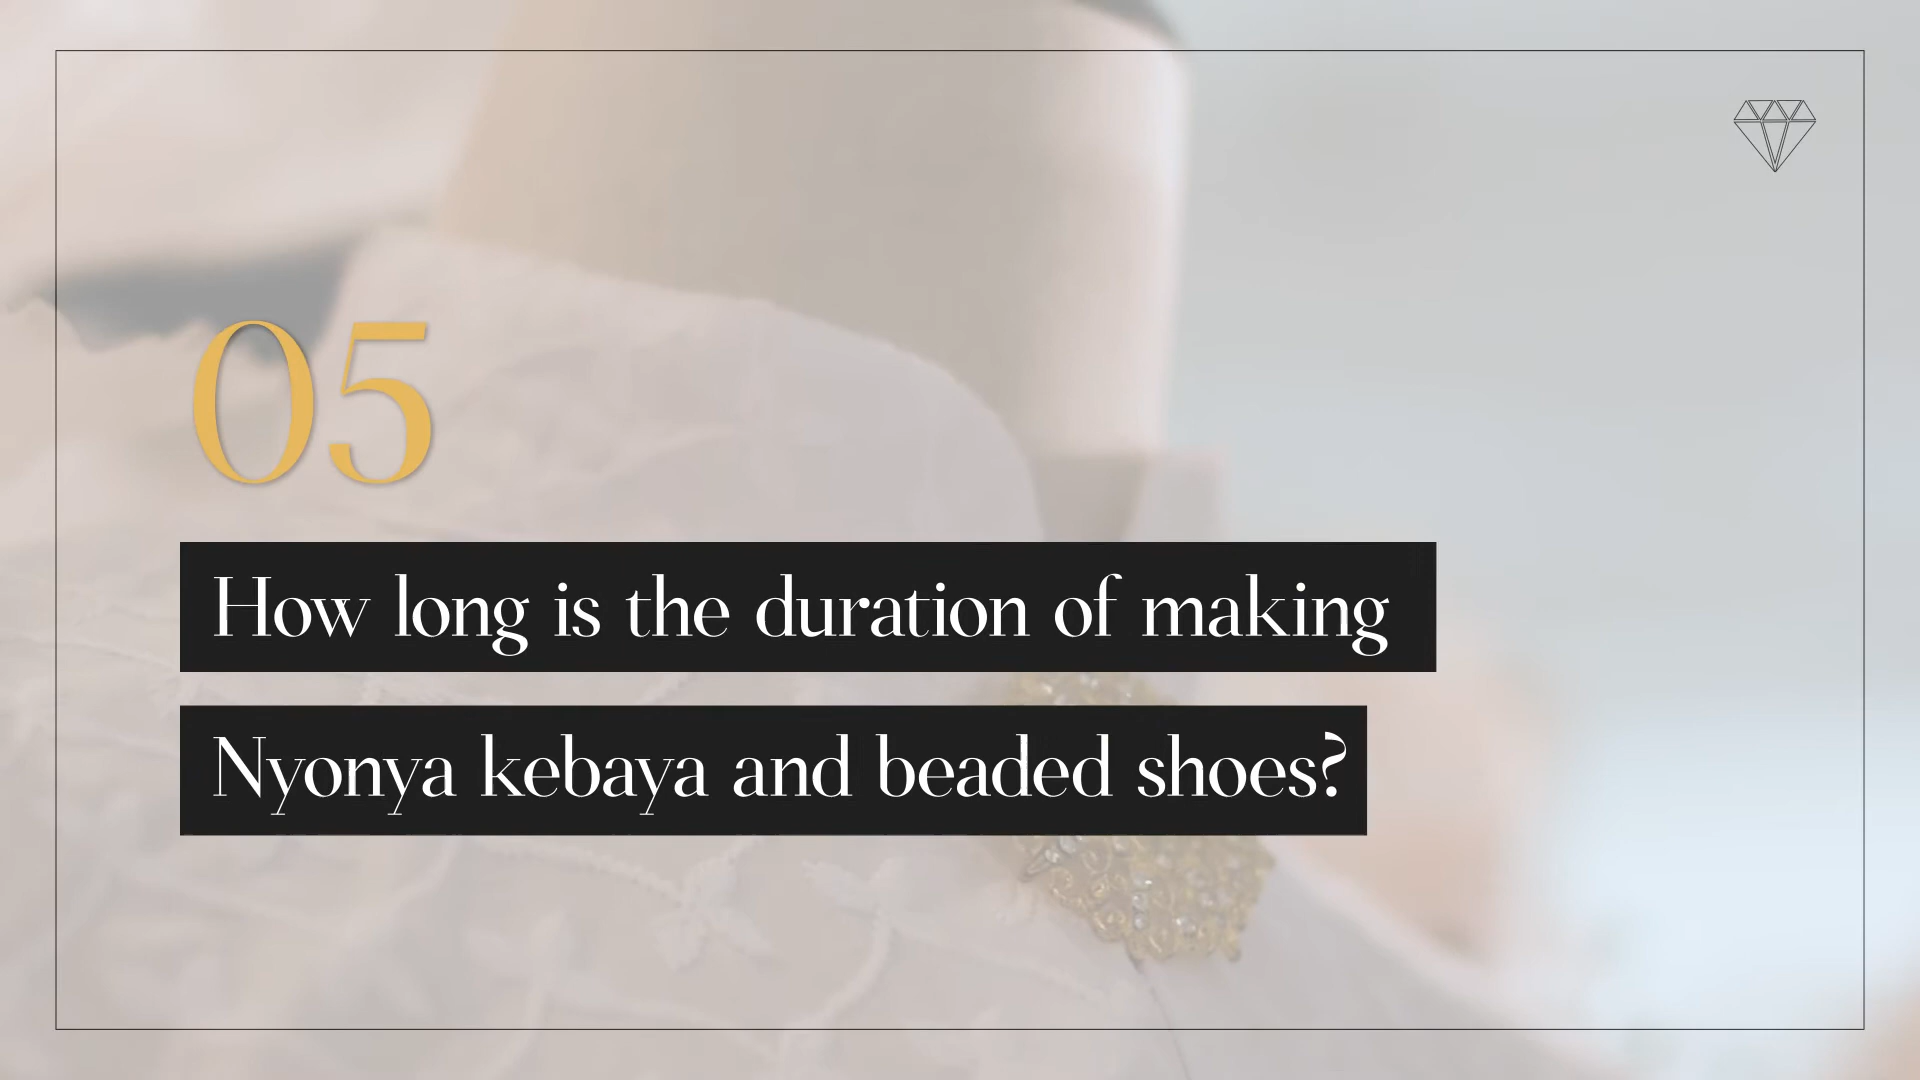 05
How long is the duration of making
Nyonya kebaya and beaded shoes?